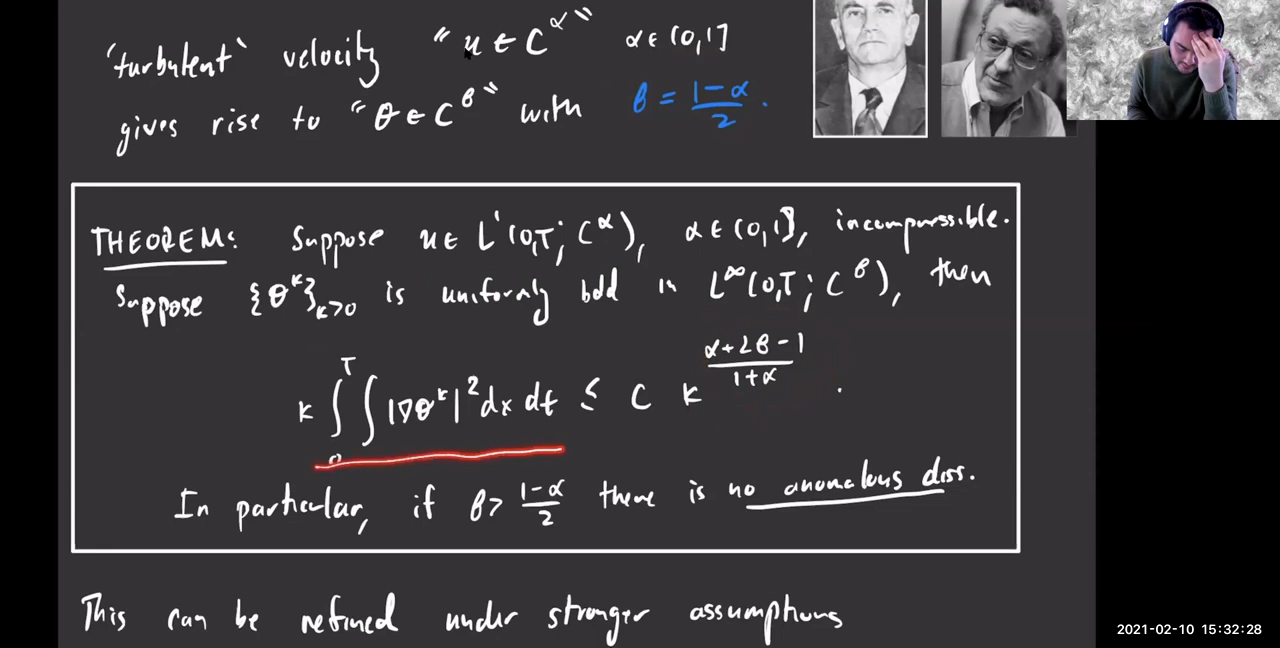 'turbulent' velocity "u ∈ C^α" α ∈ (0,1]
gives rise to "θ ∈ C^β" with β = (1-α)/2 .
THEOREM: Suppose u ∈ L¹(0,T; C^α), α ∈ (0,1], incompressible.
Suppose {θ^κ}_{κ>0} is uniformly bdd in L^∞(0,T; C^β), then
κ ∫_0^T ∫ |∇θ^κ|² dx dt ≤ C κ^{(α+2β-1)/(1+α)} .
In particular, if β > (1-α)/2 there is no anomalous diss.
This can be refined under stronger assumptions
2021-02-10 15:32:28